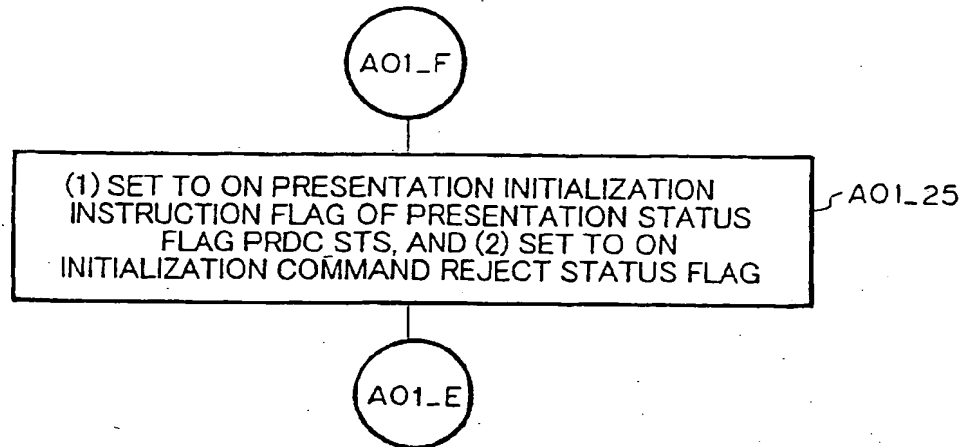 A01_F
(1) SET TO ON PRESENTATION INITIALIZATION
INSTRUCTION FLAG OF PRESENTATION STATUS
FLAG PRDC STS, AND (2) SET TO ON
INITIALIZATION COMMAND REJECT STATUS FLAG
A01_25
A01_E